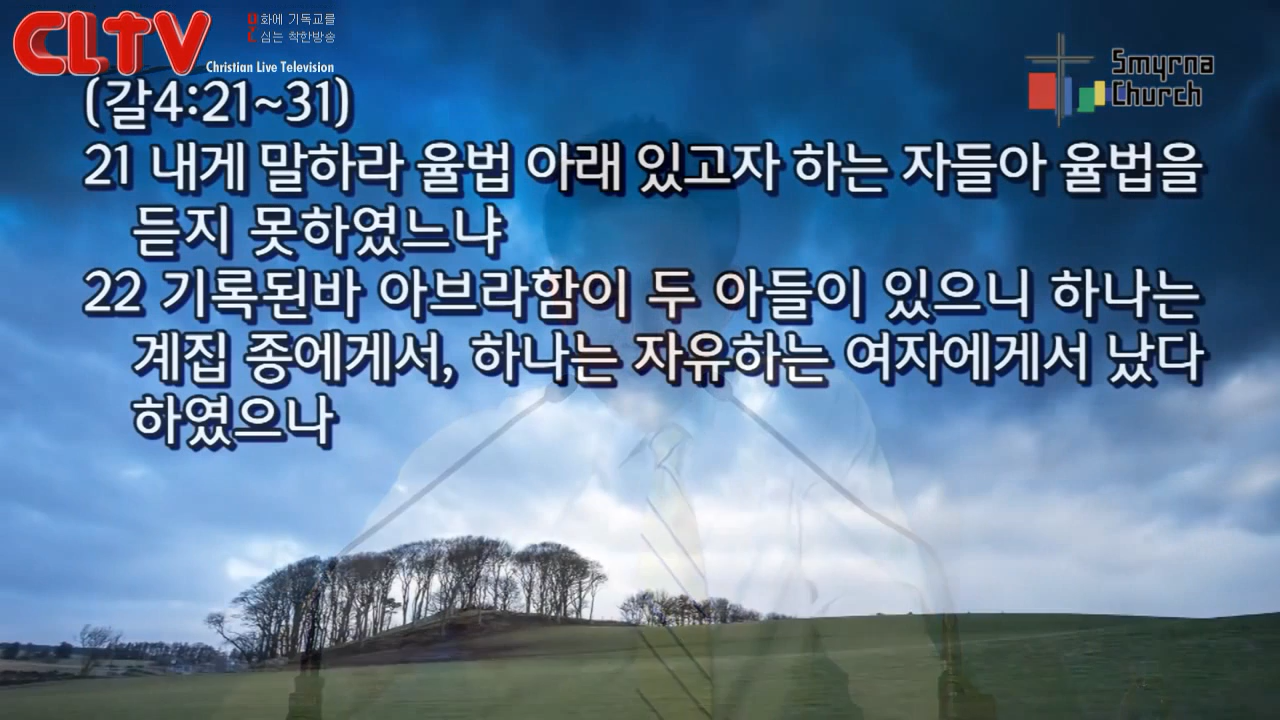 CLTV
문화에 기독교를
심는 착한방송
Christian Live Television
Smyrna
Church
(갈4:21~31)
21 내게 말하라 율법 아래 있고자 하는 자들아 율법을
듣지 못하였느냐
22 기록된바 아브라함이 두 아들이 있으니 하나는
계집 종에게서, 하나는 자유하는 여자에게서 났다
하였으나